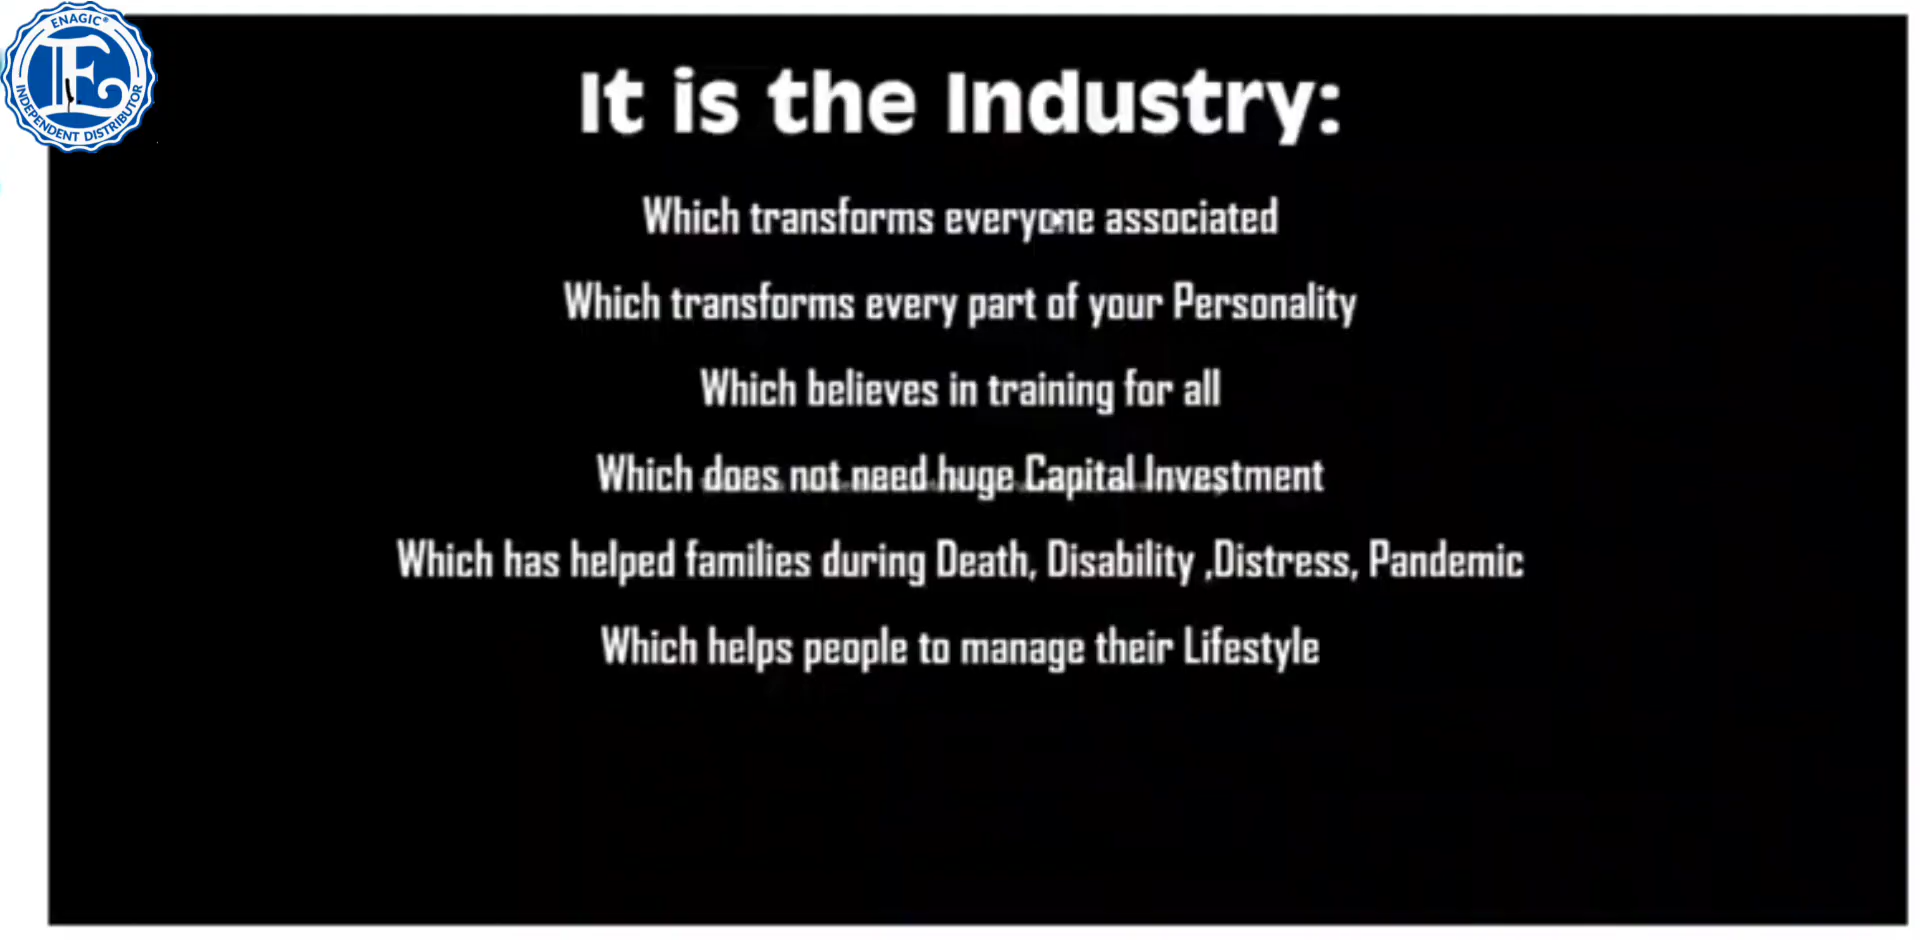 ENAGIC®
E
INDEPENDENT DISTRIBUTOR
It is the Industry:
Which transforms everyone associated
Which transforms every part of your Personality
Which believes in training for all
Which does not need huge Capital Investment
Which has helped families during Death, Disability ,Distress, Pandemic
Which helps people to manage their Lifestyle